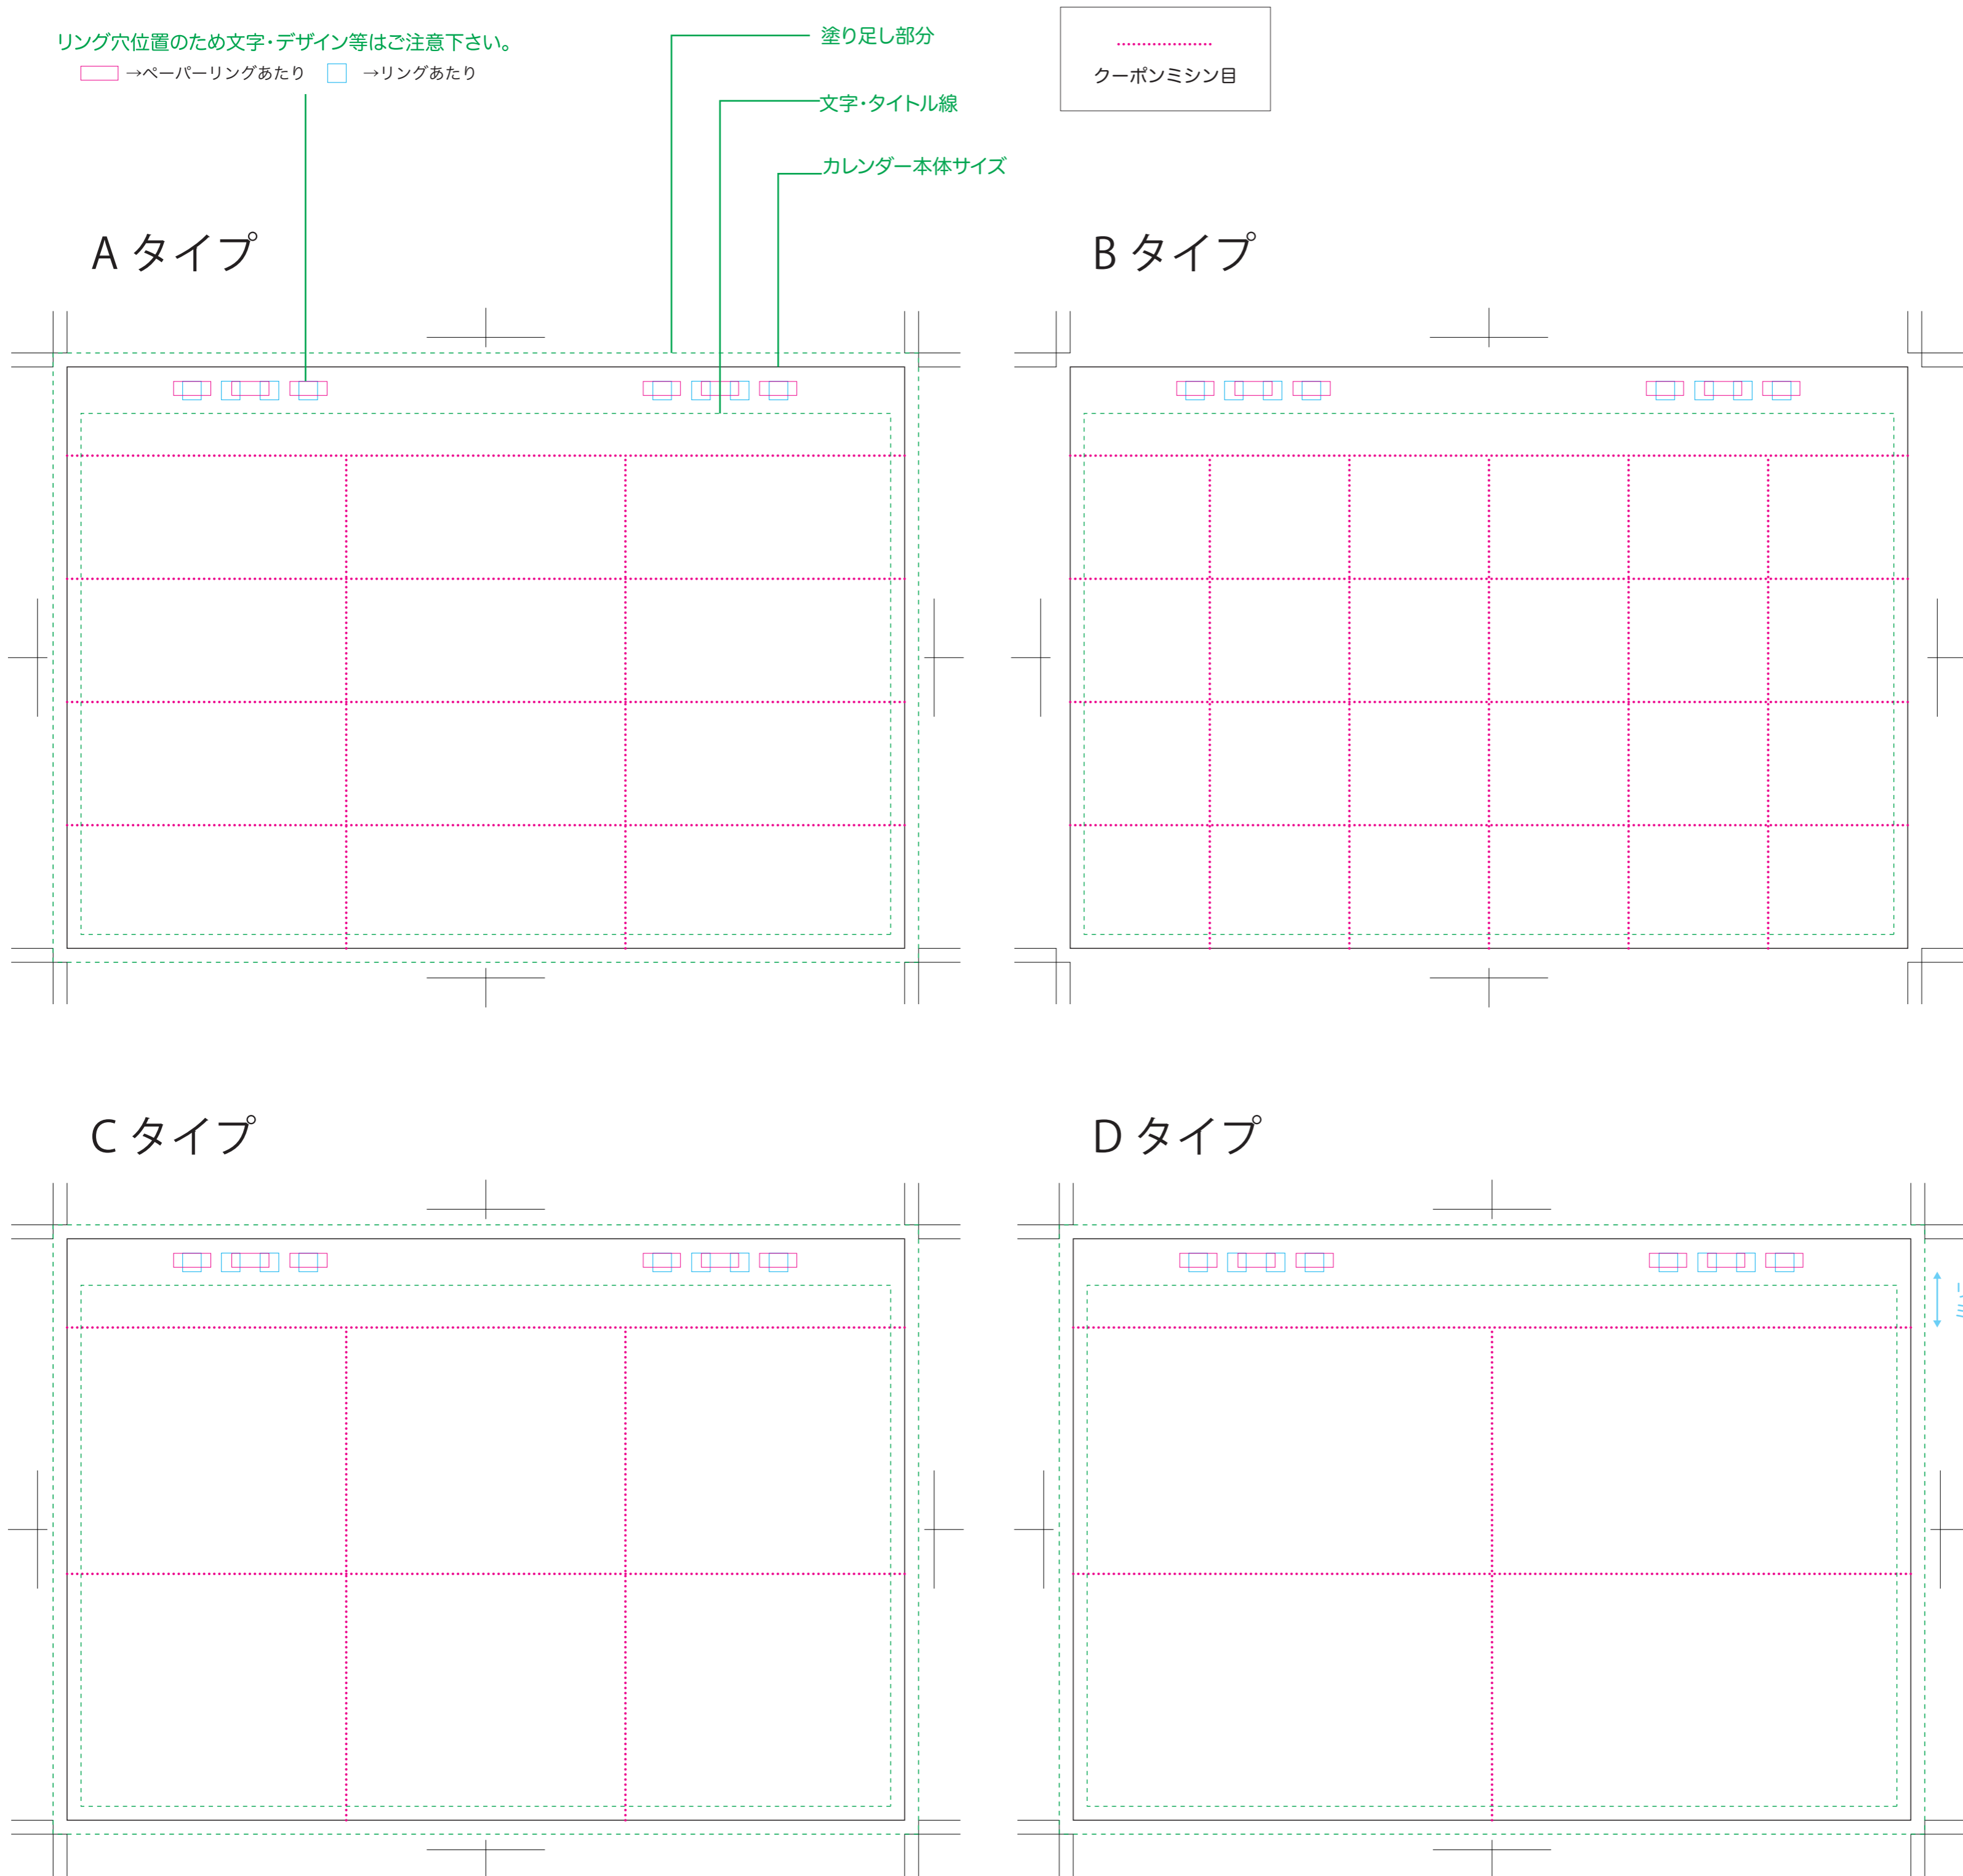 リング穴位置のため文字・デザイン等はご注意下さい。
→ペーパーリングあたり →リングあたり
塗り足し部分
文字・タイトル線
カレンダー本体サイズ
クーポンミシン目
A タイプ
B タイプ
C タイプ
D タイプ